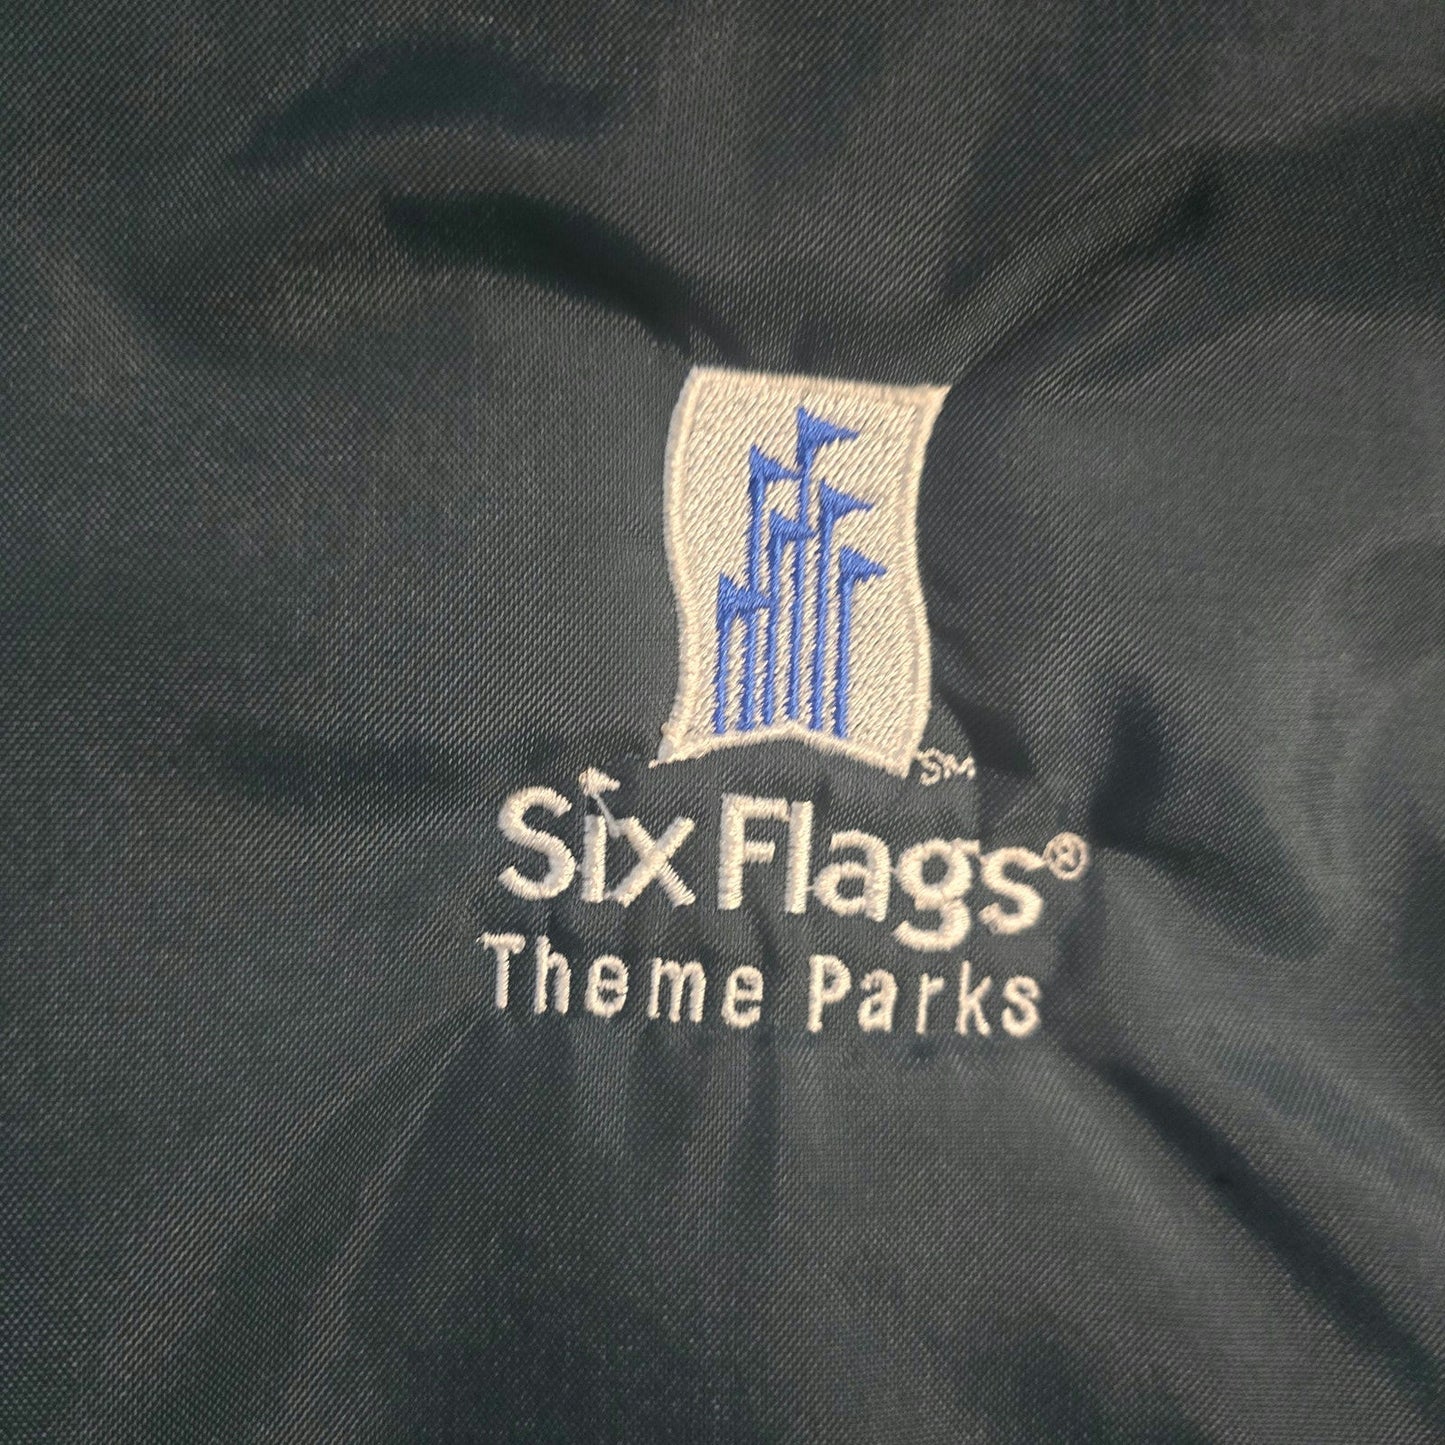 SM
Six Flags®
Theme Parks